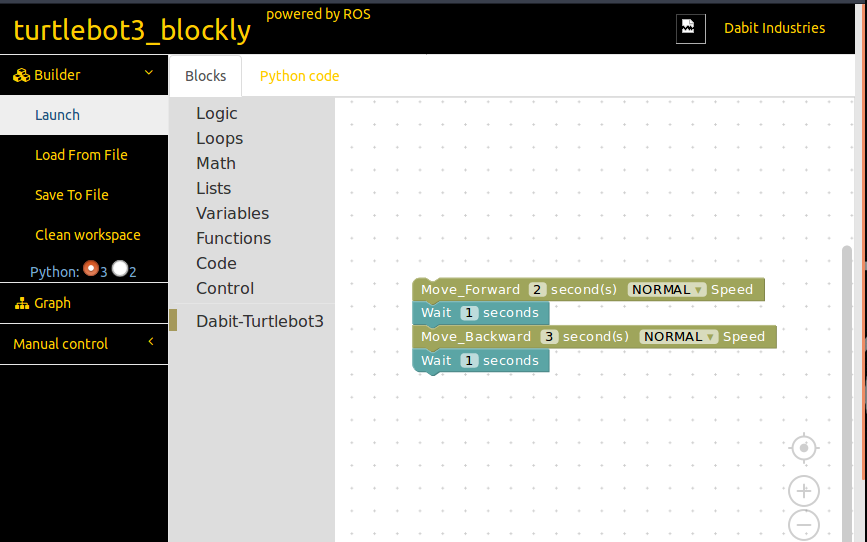 turtlebot3_blockly
powered by ROS
Dabit Industries
Builder
Launch
Load From File
Save To File
Clean workspace
Python: 3 2
Graph
Manual control
Blocks
Python code
Logic
Loops
Math
Lists
Variables
Functions
Code
Control
Dabit-Turtlebot3
Move_Forward 2 second(s) NORMAL ▾ Speed
Wait 1 seconds
Move_Backward 3 second(s) NORMAL ▾ Speed
Wait 1 seconds